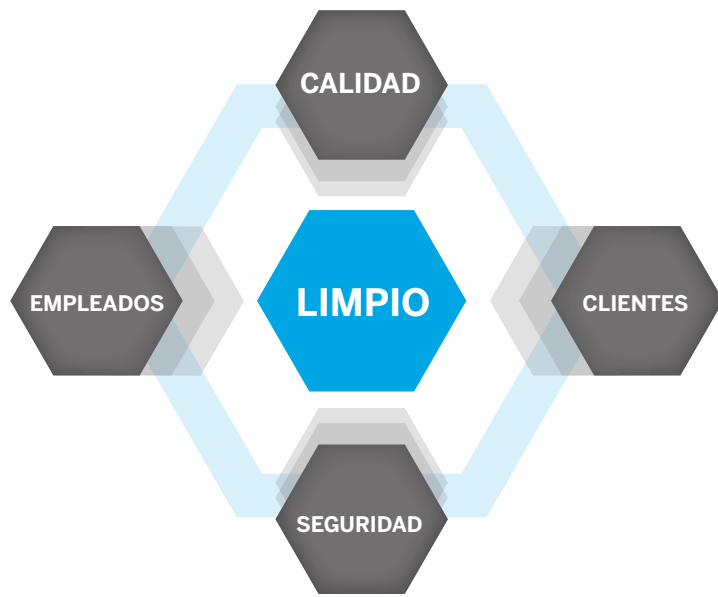 CALIDAD
EMPLEADOS
LIMPIO
CLIENTES
SEGURIDAD